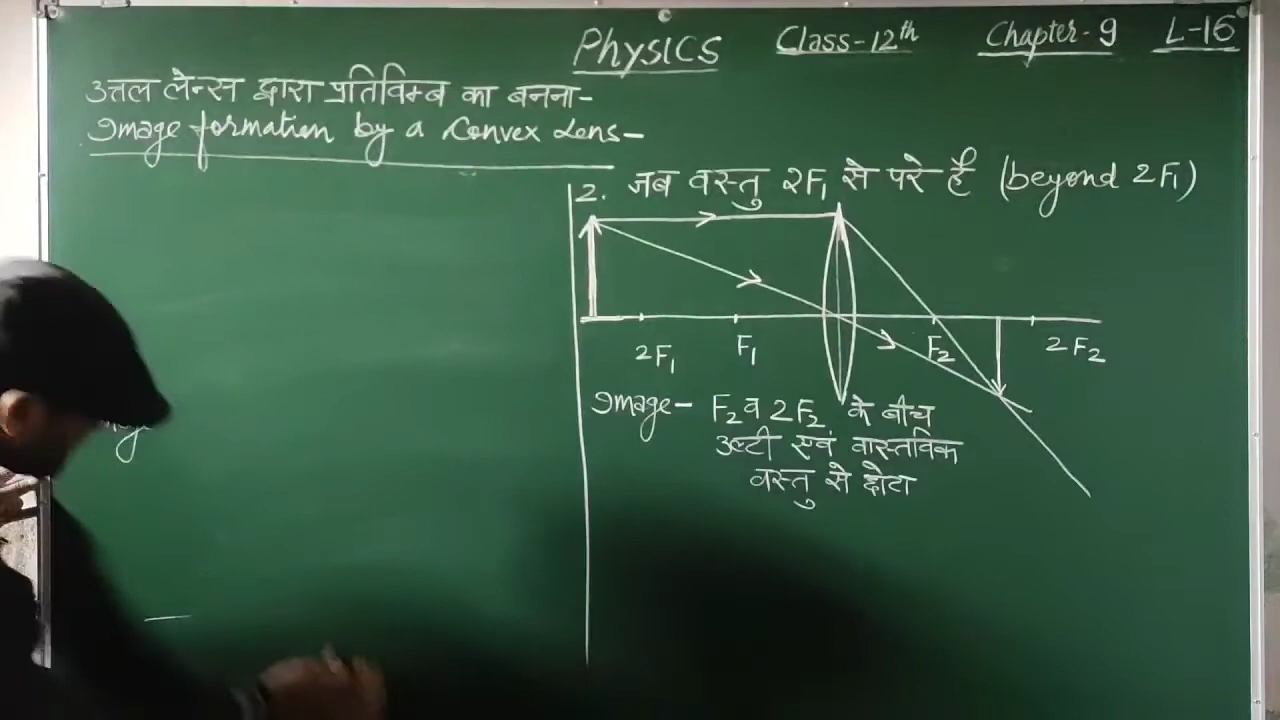 Physics Class-12th Chapter-9 L-16
उत्तल लेन्स द्वारा प्रतिविम्ब का बनना-
Image formation by a Convex Lens-
2. जब वस्तु 2F₁ से परे है (beyond 2F₁)
2F₁ F₁ F₂ 2F₂
Image- F₂ व 2F₂ के बीच
उल्टी एवं वास्तविक
वस्तु से छोटा